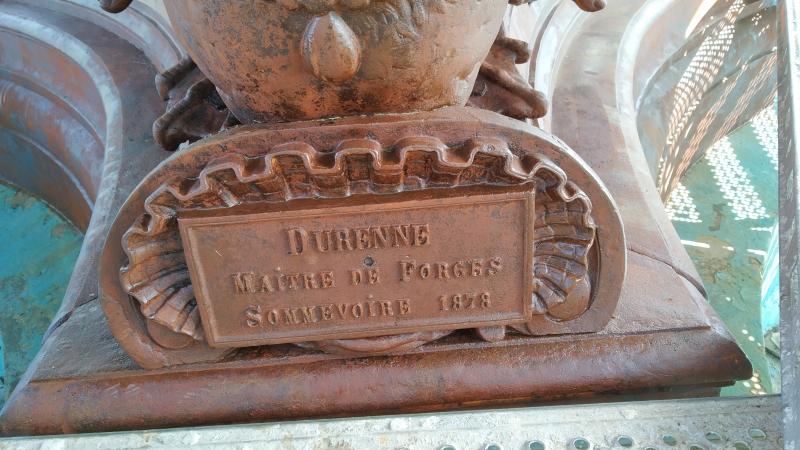 DURENNE
MAITRE DE FORGES
SOMMEVOIRE 1878